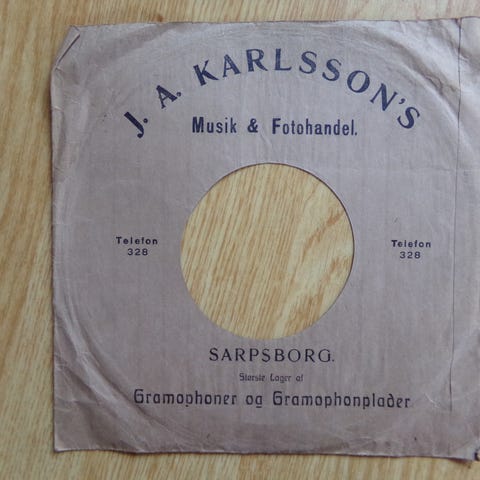 J. A. KARLSSON'S
Musik & Fotohandel.
Telefon
328
Telefon
328
SARPSBORG.
Største Lager af
Gramophoner og Gramophonplader